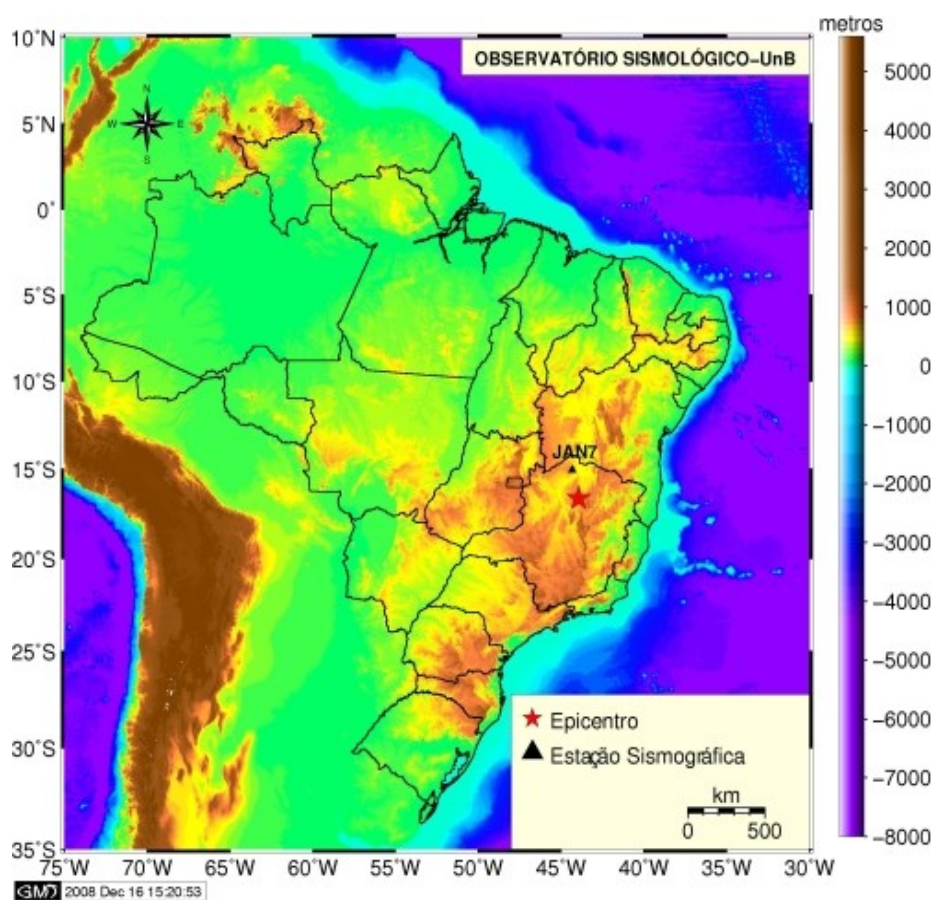 metros
10°N
OBSERVATÓRIO SISMOLÓGICO-UnB
5000
N
5°N
W
E
4000
S
3000
0°
2000
1000
5°S
0
10°S
-1000
-2000
JAN7
15°S
-3000
20°S
-4000
25°S
-5000
Epicentro
-6000
30°S
Estação Sismográfica
km
-7000
0 500
35°S
-8000
75°W 70°W 65°W 60°W 55°W 50°W 45°W 40°W 35°W 30°W
GMT 2008 Dec 16 15:20:53